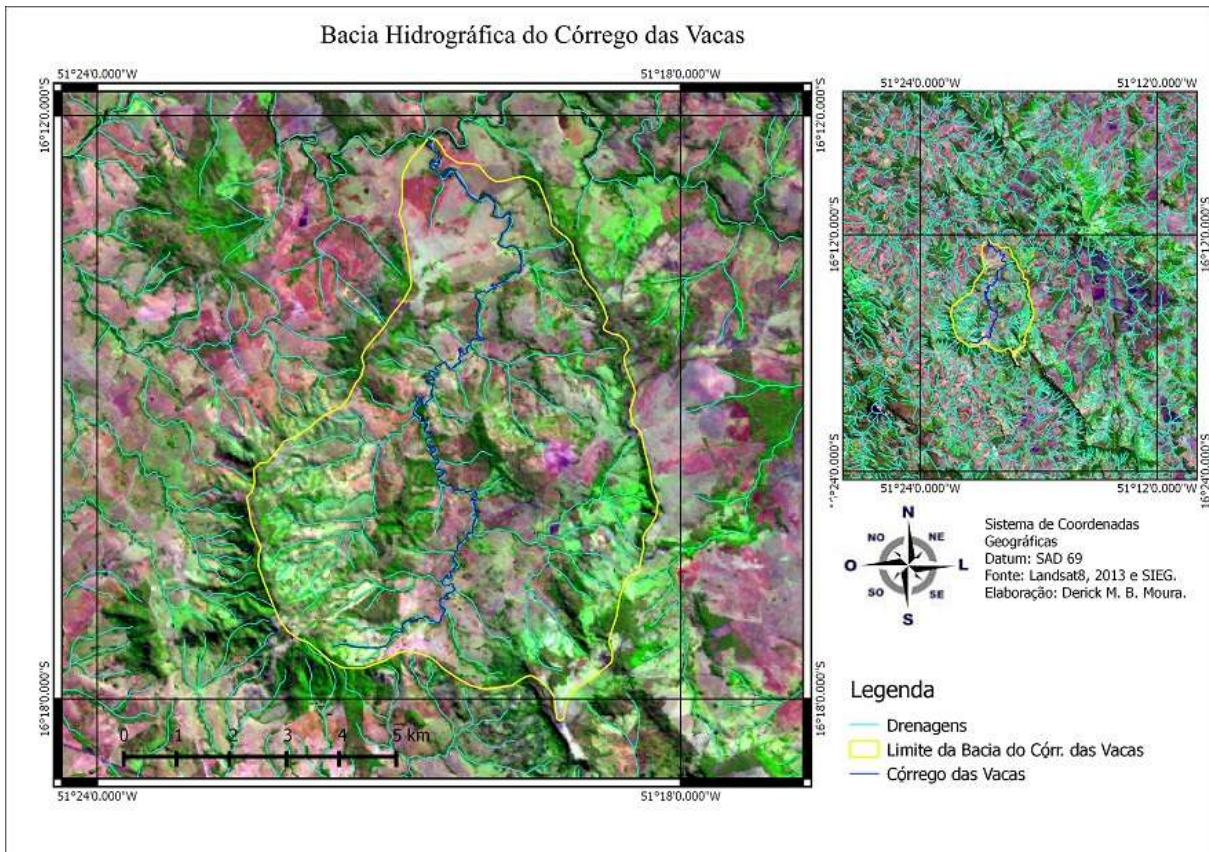 Bacia Hidrográfica do Córrego das Vacas
51°24'0.000"W
51°18'0.000"W
16°12'0.000"S
16°12'0.000"S
16°18'0.000"S
16°18'0.000"S
0 1 2 3 4 5 km
51°24'0.000"W
51°18'0.000"W
51°24'0.000"W
51°12'0.000"W
16°12'0.000"S
16°12'0.000"S
16°24'0.000"S
16°24'0.000"S
51°24'0.000"W
51°12'0.000"W
N
NO NE
O L
SO SE
S
Sistema de Coordenadas
Geográficas
Datum: SAD 69
Fonte: Landsat8, 2013 e SIEG.
Elaboração: Derick M. B. Moura.
Legenda
Drenagens
Limite da Bacia do Córr. das Vacas
Córrego das Vacas